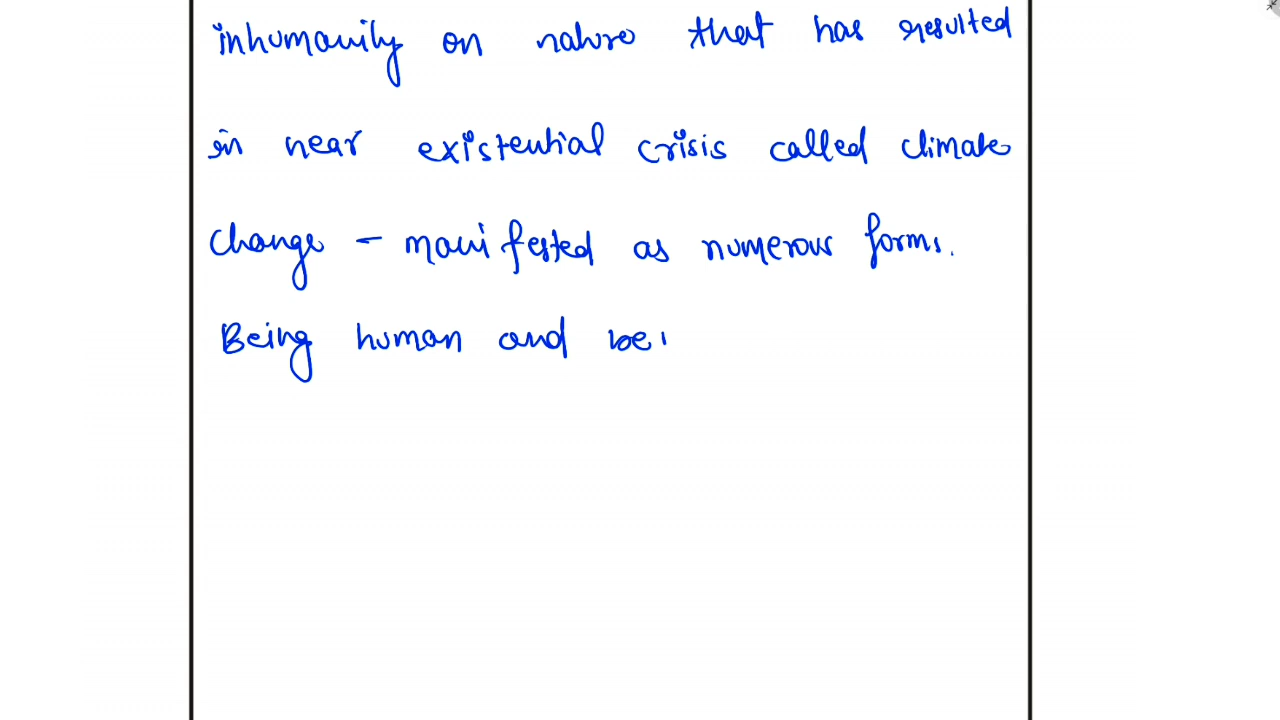 inhumanity on nature that has resulted
in near existential crisis called climate
change - manifested as numerous forms.
Being human and bei